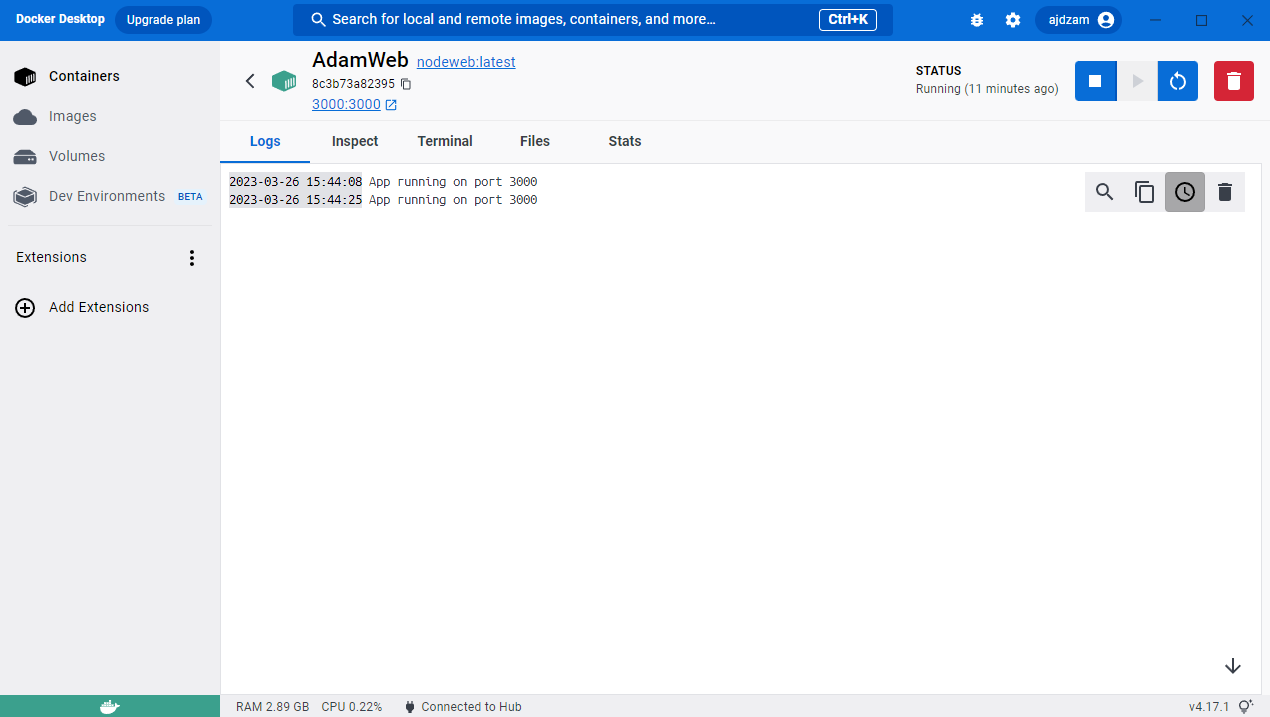 Docker Desktop Upgrade plan Search for local and remote images, containers, and more... Ctrl+K ajdzam
Containers
Images
Volumes
Dev Environments BETA
Extensions
Add Extensions
AdamWeb nodeweb:latest
8c3b73a82395
3000:3000
STATUS
Running (11 minutes ago)
Logs Inspect Terminal Files Stats
2023-03-26 15:44:08 App running on port 3000
2023-03-26 15:44:25 App running on port 3000
RAM 2.89 GB CPU 0.22% Connected to Hub v4.17.1